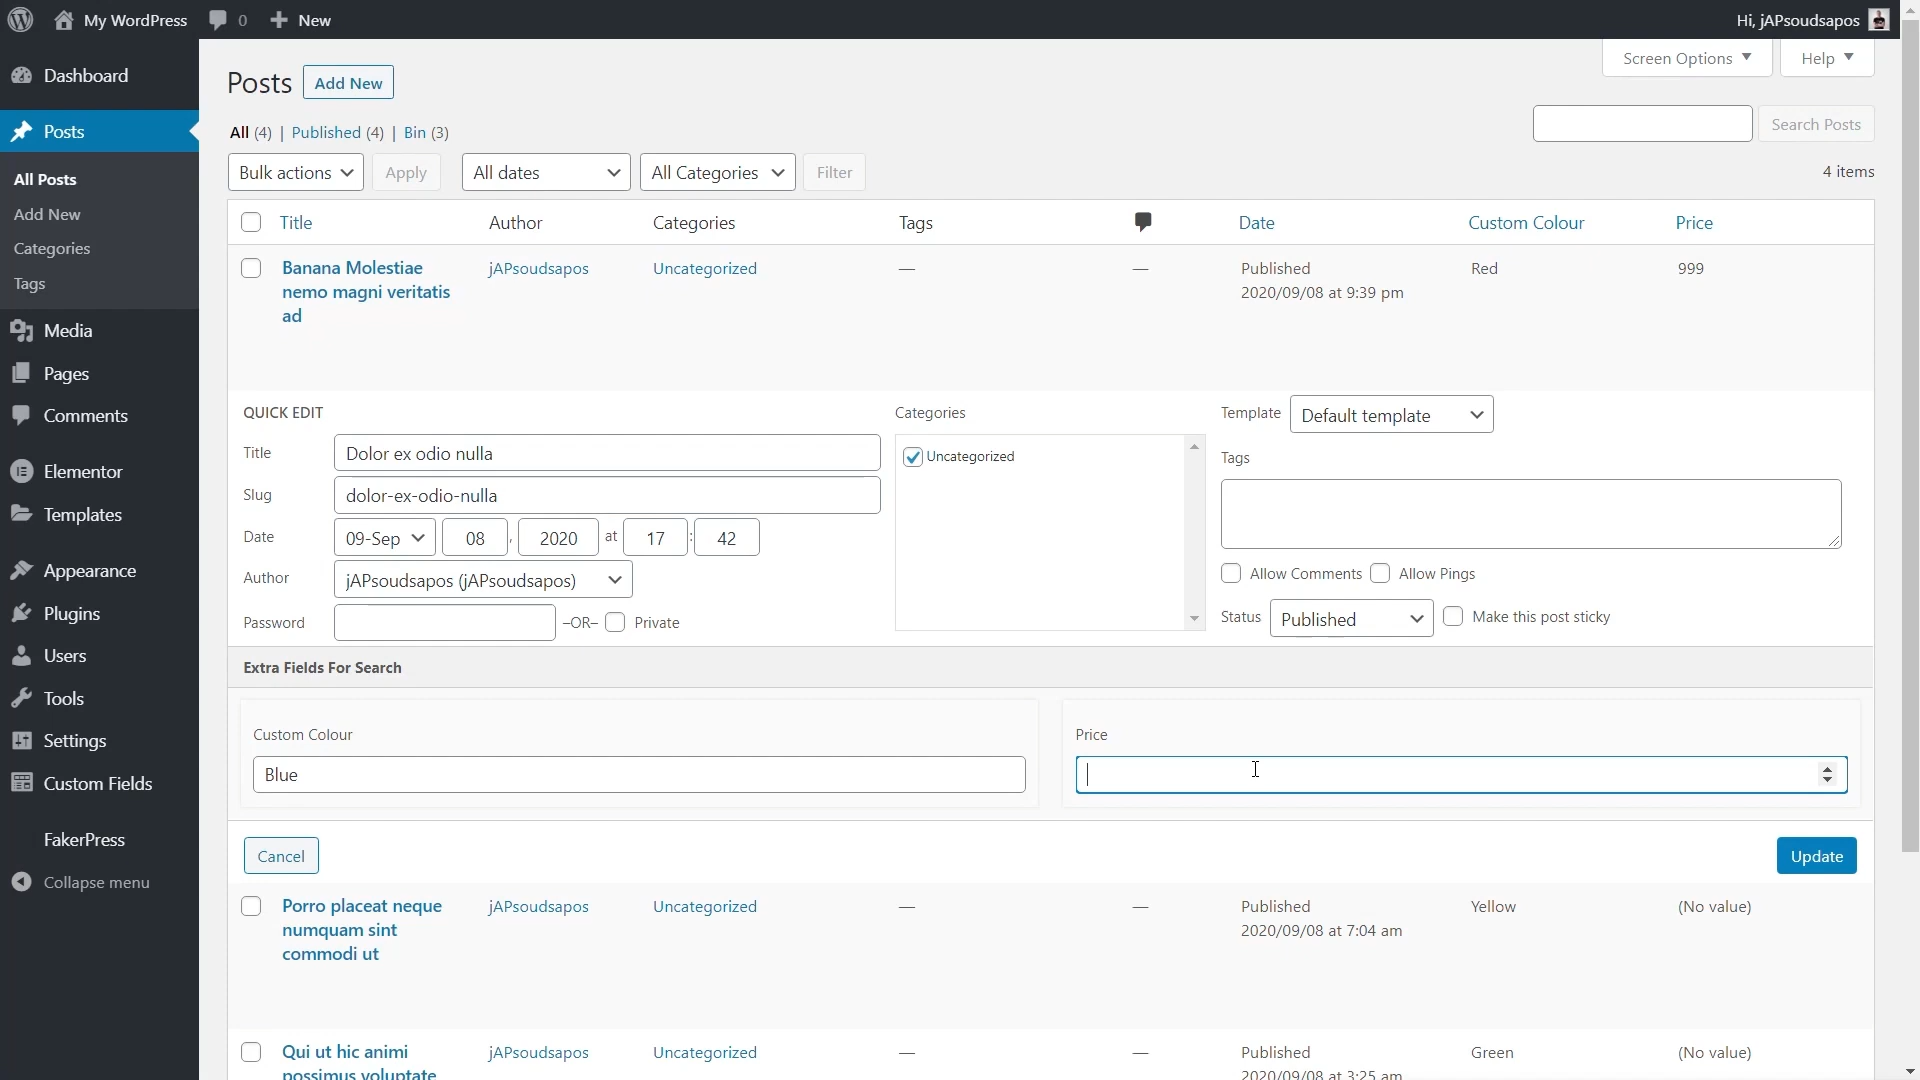 My WordPress 0 New Hi, jAPsoudsapos
Screen Options Help
Dashboard
Posts
All Posts
Add New
Categories
Tags
Media
Pages
Comments
Elementor
Templates
Appearance
Plugins
Users
Tools
Settings
Custom Fields
FakerPress
Collapse menu
Posts Add New
All (4) | Published (4) | Bin (3)
Search Posts
Bulk actions Apply All dates All Categories Filter 4 items
Title Author Categories Tags Date Custom Colour Price
Banana Molestiae jAPsoudsapos Uncategorized — — Published Red 999
nemo magni veritatis 2020/09/08 at 9:39 pm
ad
QUICK EDIT Categories Template Default template
Title Dolor ex odio nulla Uncategorized Tags
Slug dolor-ex-odio-nulla
Date 09-Sep 08 , 2020 at 17 : 42
Author jAPsoudsapos (jAPsoudsapos) Allow Comments Allow Pings
Password –OR– Private Status Published Make this post sticky
Extra Fields For Search
Custom Colour Price
Blue
Cancel Update
Porro placeat neque jAPsoudsapos Uncategorized — — Published Yellow (No value)
numquam sint 2020/09/08 at 7:04 am
commodi ut
Qui ut hic animi jAPsoudsapos Uncategorized — — Published Green (No value)
possimus voluptate 2020/09/08 at 3:25 am